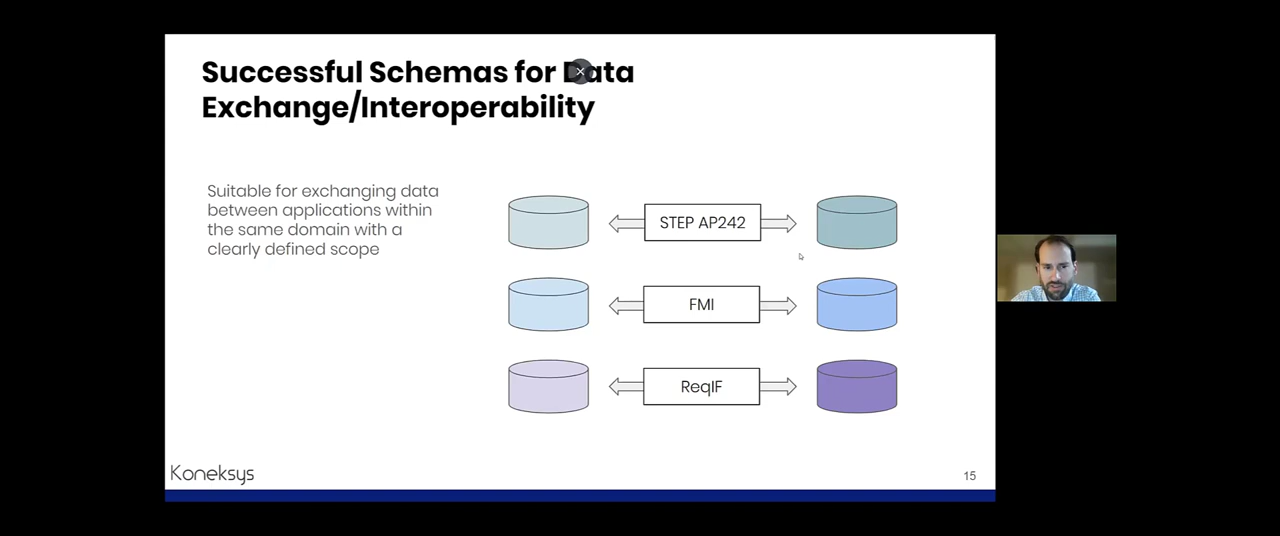 Successful Schemas for Data
Exchange/Interoperability
Suitable for exchanging data
between applications within
the same domain with a
clearly defined scope
STEP AP242
FMI
ReqIF
Koneksys
15